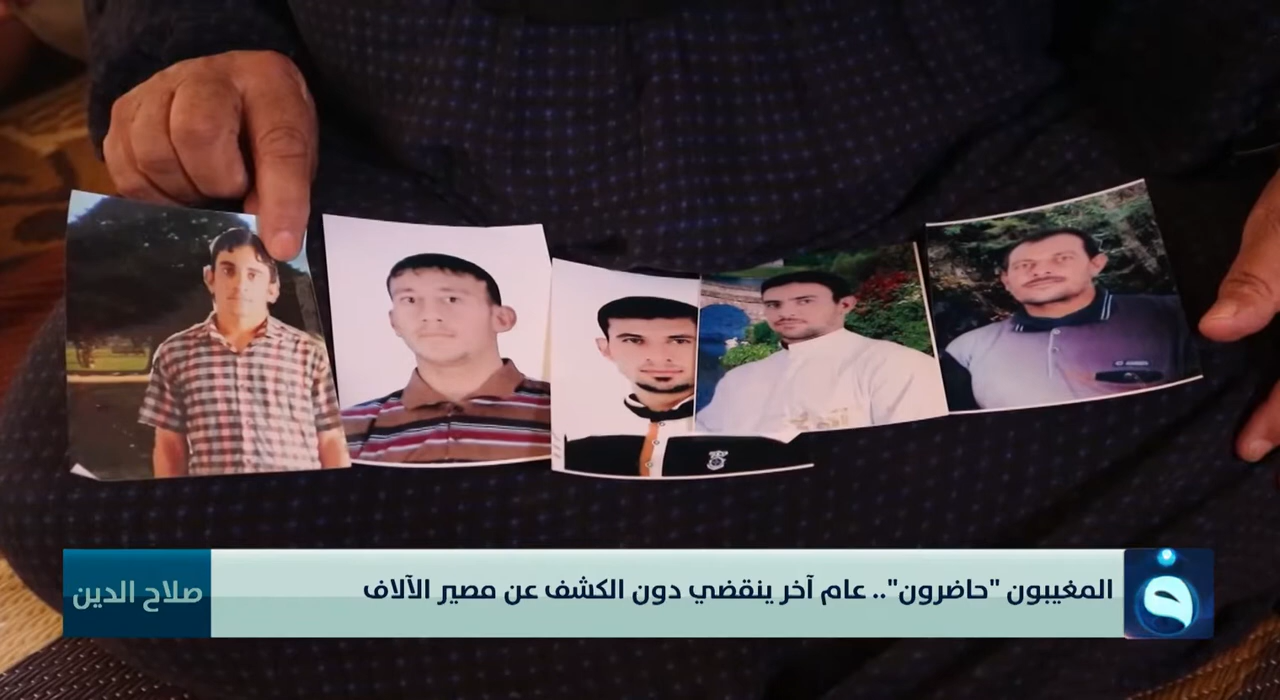 المغيبون "حاضرون".. عام آخر ينقضي دون الكشف عن مصير الآلاف
صلاح الدين